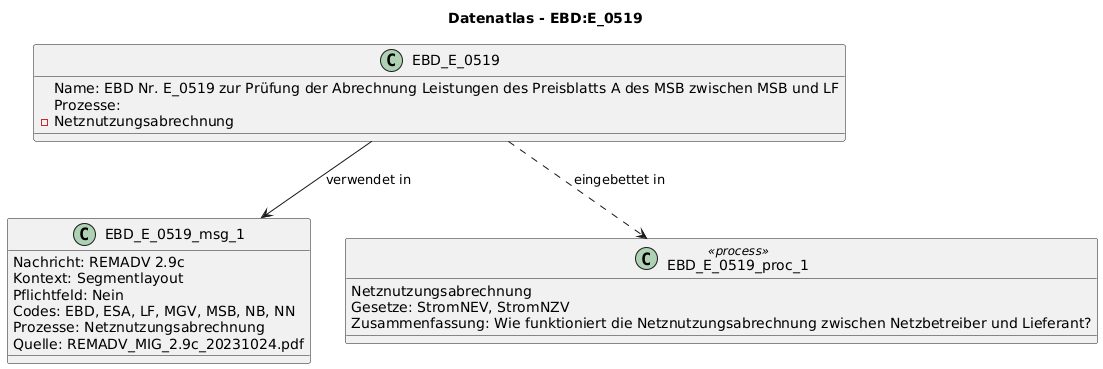 Datenatlas - EBD:E_0519
C EBD_E_0519
Name: EBD Nr. E_0519 zur Prüfung der Abrechnung Leistungen des Preisblatts A des MSB zwischen MSB und LF
Prozesse:
Netznutzungsabrechnung
verwendet in
eingebettet in
C EBD_E_0519_msg_1
Nachricht: REMADV 2.9c
Kontext: Segmentlayout
Pflichtfeld: Nein
Codes: EBD, ESA, LF, MGV, MSB, NB, NN
Prozesse: Netznutzungsabrechnung
Quelle: REMADV_MIG_2.9c_20231024.pdf
«process»
C EBD_E_0519_proc_1
Netznutzungsabrechnung
Gesetze: StromNEV, StromNZV
Zusammenfassung: Wie funktioniert die Netznutzungsabrechnung zwischen Netzbetreiber und Lieferant?